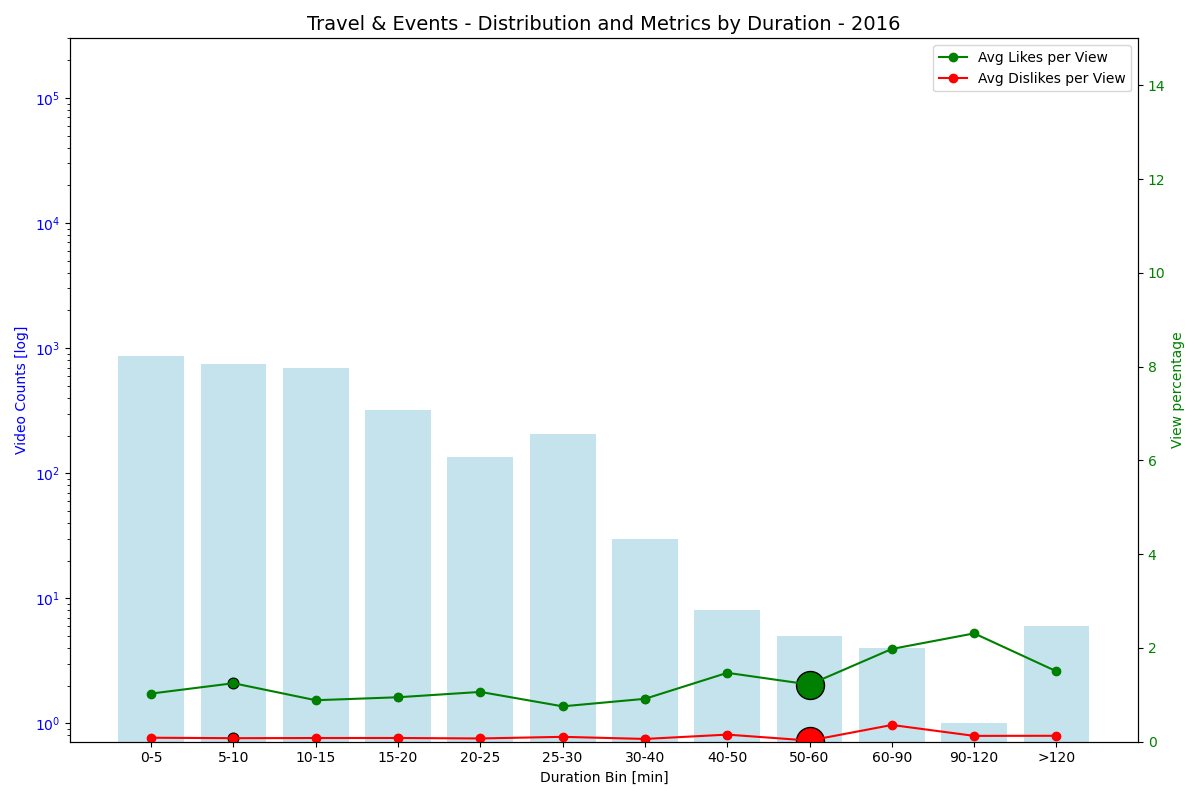 Travel & Events - Distribution and Metrics by Duration - 2016
Avg Likes per View
Avg Dislikes per View
Video Counts [log]
10^5
10^4
10^3
10^2
10^1
10^0
View percentage
14
12
10
8
6
4
2
0
0-5 5-10 10-15 15-20 20-25 25-30 30-40 40-50 50-60 60-90 90-120 >120
Duration Bin [min]